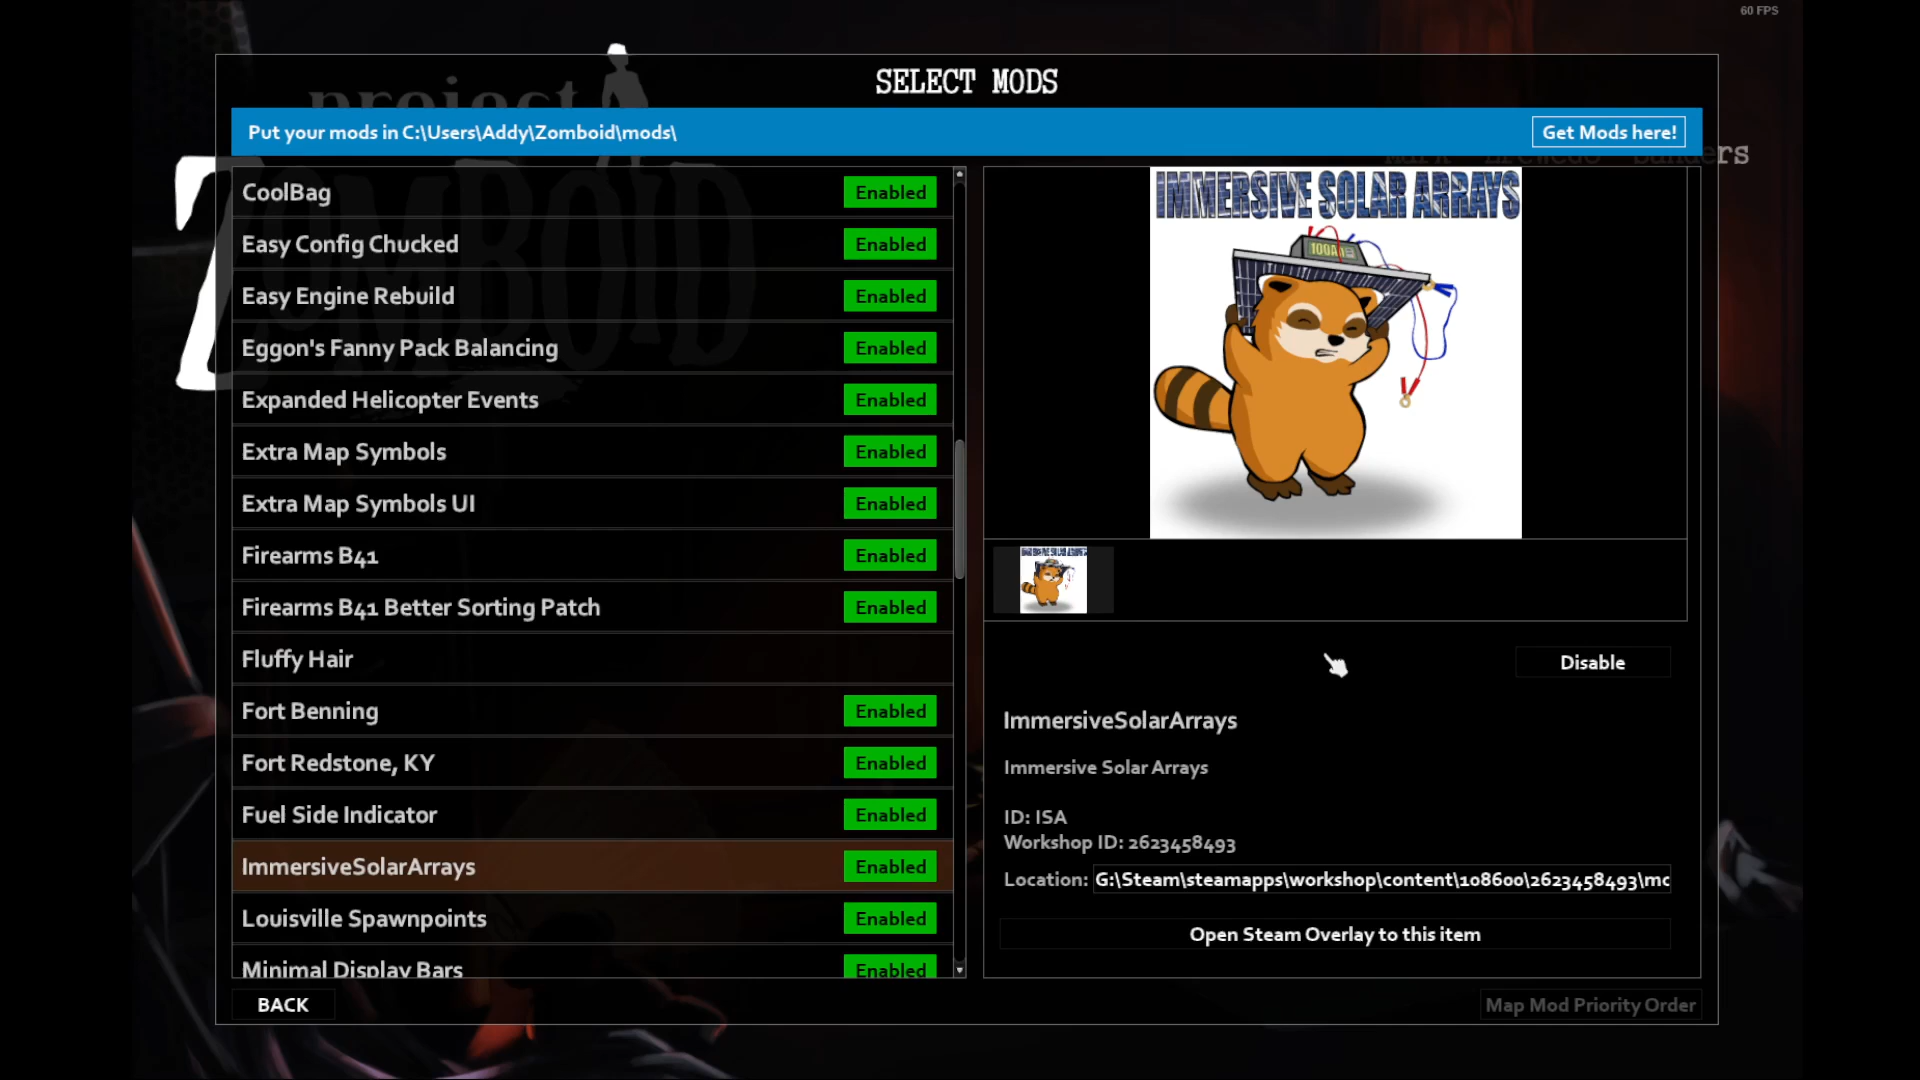 60 FPS
project
SELECT MODS
Put your mods in C:\Users\Addy\Zomboid\mods\
Get Mods here!
ZOMBOID
CoolBag Enabled
Easy Config Chucked Enabled
Easy Engine Rebuild Enabled
Eggon's Fanny Pack Balancing Enabled
Expanded Helicopter Events Enabled
Extra Map Symbols Enabled
Extra Map Symbols UI Enabled
Firearms B41 Enabled
Firearms B41 Better Sorting Patch Enabled
Fluffy Hair
Fort Benning Enabled
Fort Redstone, KY Enabled
Fuel Side Indicator Enabled
ImmersiveSolarArrays Enabled
Louisville Spawnpoints Enabled
Minimal Display Bars Enabled
BACK
IMMERSIVE SOLAR ARRAYS
Disable
ImmersiveSolarArrays
Immersive Solar Arrays
ID: ISA
Workshop ID: 2623458493
Location: G:\Steam\steamapps\workshop\content\108600\2623458493\mo
Open Steam Overlay to this item
Map Mod Priority Order